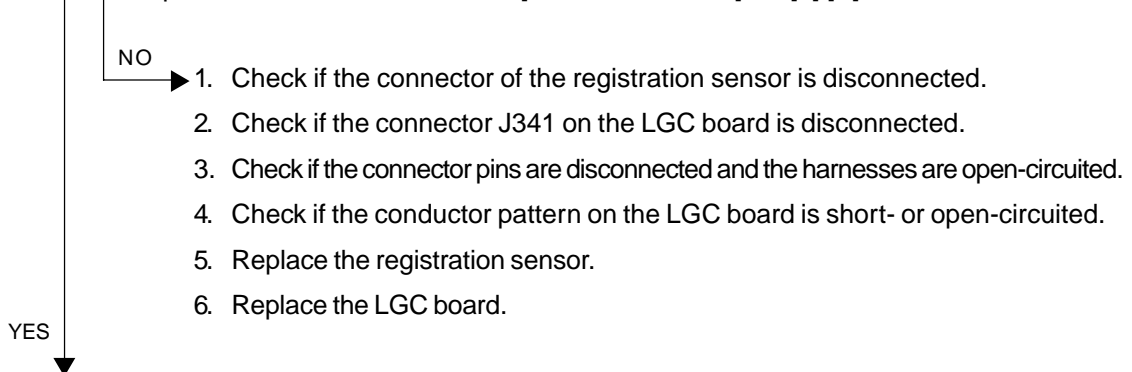 NO
1. Check if the connector of the registration sensor is disconnected.
2. Check if the connector J341 on the LGC board is disconnected.
3. Check if the connector pins are disconnected and the harnesses are open-circuited.
4. Check if the conductor pattern on the LGC board is short- or open-circuited.
5. Replace the registration sensor.
6. Replace the LGC board.
YES